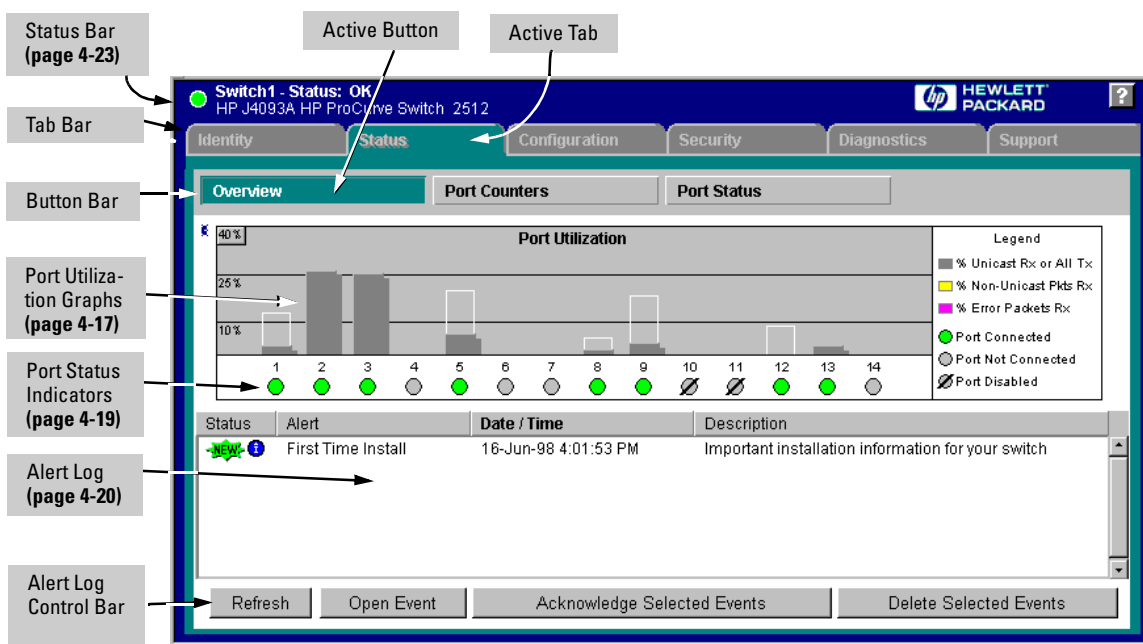 Status Bar
(page 4-23)
Active Button
Active Tab
Switch1 - Status: OK
HP J4093A HP ProCurve Switch 2512
hp HEWLETT
PACKARD
?
Tab Bar
Identity
Status
Configuration
Security
Diagnostics
Support
Button Bar
Overview
Port Counters
Port Status
40%
Port Utilization
25%
10%
Legend
% Unicast Rx or All Tx
% Non-Unicast Pkts Rx
% Error Packets Rx
Port Connected
Port Not Connected
Port Disabled
Port Utiliza-
tion Graphs
(page 4-17)
1 2 3 4 5 6 7 8 9 10 11 12 13 14
Port Status
Indicators
(page 4-19)
Status Alert Date / Time Description
NEW i First Time Install 16-Jun-98 4:01:53 PM Important installation information for your switch
Alert Log
(page 4-20)
Alert Log
Control Bar
Refresh
Open Event
Acknowledge Selected Events
Delete Selected Events